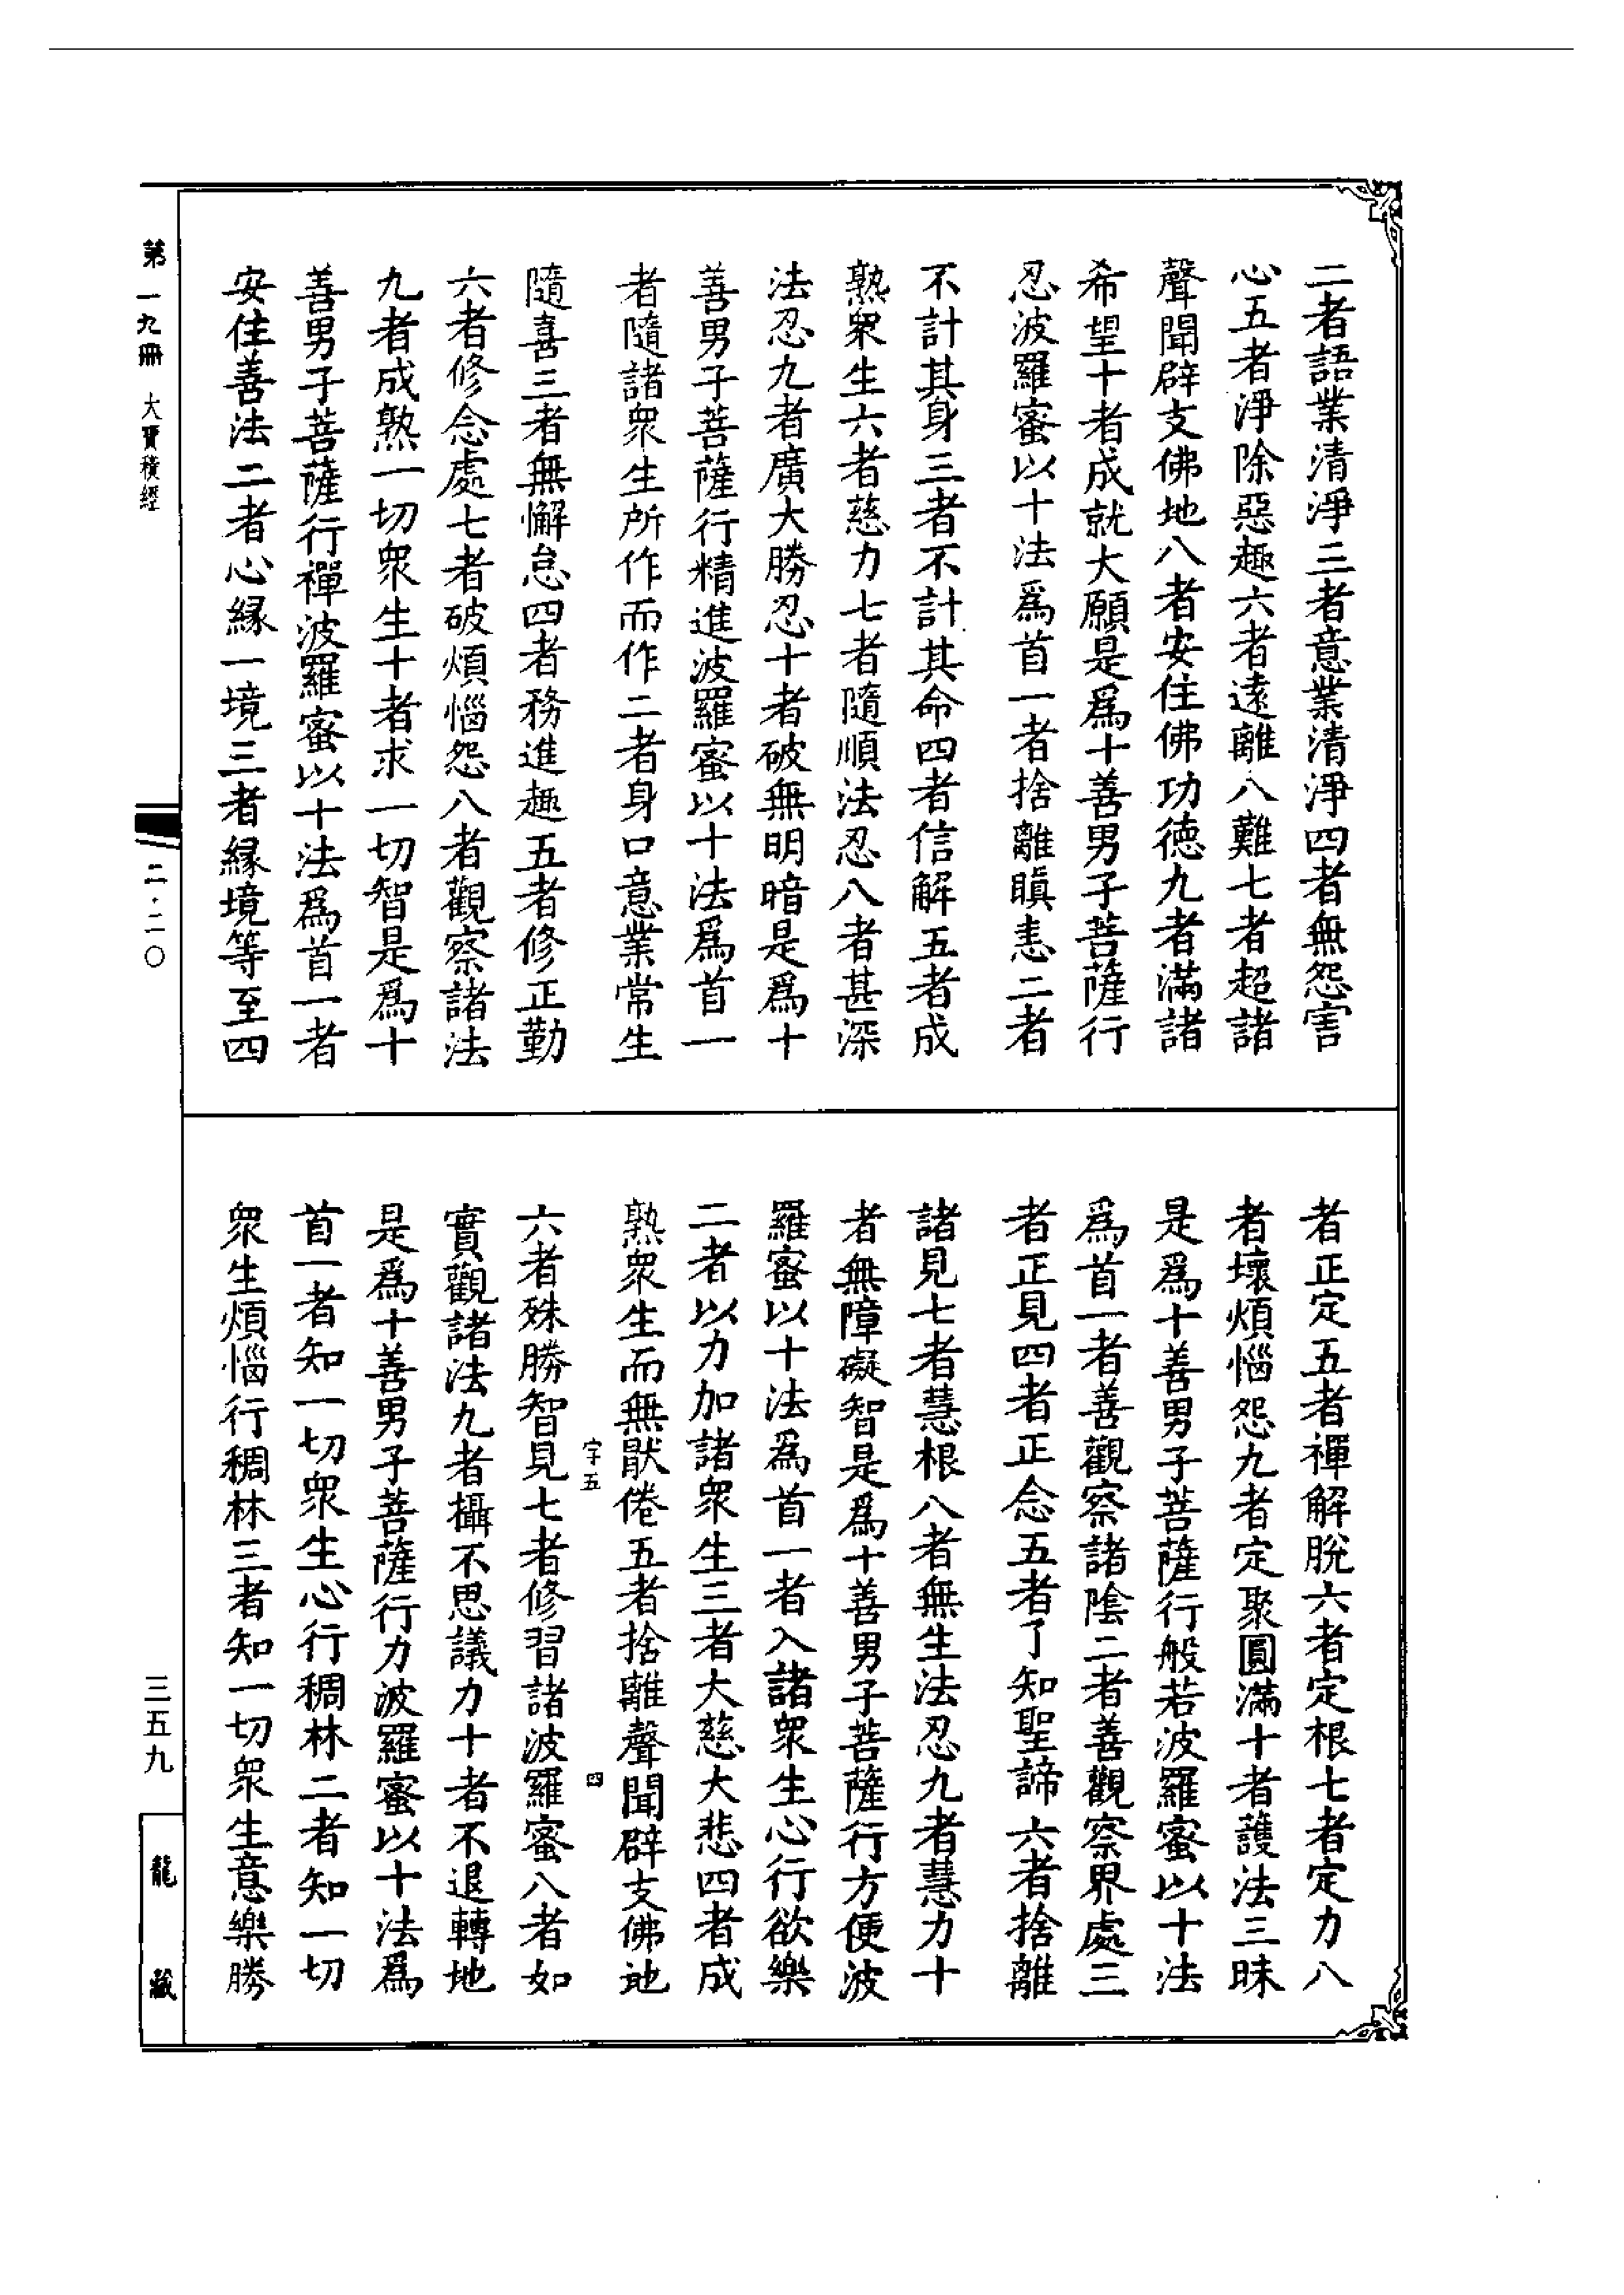 二者語業清淨三者意業清淨四者無怨害
心五者淨除惡趣六者遠離八難七者超諸
聲聞辟支佛地八者安住佛功德九者滿諸
希望十者成就大願是爲十善男子菩薩行
忍波羅蜜以十法爲首一者捨離瞋恚二者
不計其身三者不計其命四者信解五者成
熟衆生六者慈力七者隨順法忍八者甚深
法忍九者廣大勝忍十者破無明暗是爲十
善男子菩薩行精進波羅蜜以十法爲首一
者隨諸衆生所作而作二者身口意業常生
隨喜三者無懈怠四者務進趣五者修正勤
六者修念處七者破煩惱怨八者觀察諸法
九者成熟一切衆生十者求一切智是爲十
善男子菩薩行禪波羅蜜以十法爲首一者
安住善法二者心緣一境三者緣境等至四
者正定五者禪解脫六者定根七者定力八
者壞煩惱怨九者定聚圓滿十者護法三昧
是爲十善男子菩薩行般若波羅蜜以十法
爲首一者善觀察諸陰二者善觀察界處三
者正見四者正念五者了知聖諦六者捨離
諸見七者慧根八者無生法忍九者慧力十
者無障礙智是爲十善男子菩薩行方便波
羅蜜以十法爲首一者入諸衆生心行欲樂
二者以力加諸衆生三者大慈大悲四者成
熟衆生而無猒倦五者捨離聲聞辟支佛地
字五 四
六者殊勝智見七者修習諸波羅蜜八者如
實觀諸法九者攝不思議力十者不退轉地
是爲十善男子菩薩行力波羅蜜以十法爲
首一者知一切衆生心行稠林二者知一切
衆生煩惱行稠林三者知一切衆生意樂勝
第一九冊 大寶積經
二·二〇
三五九
龍藏